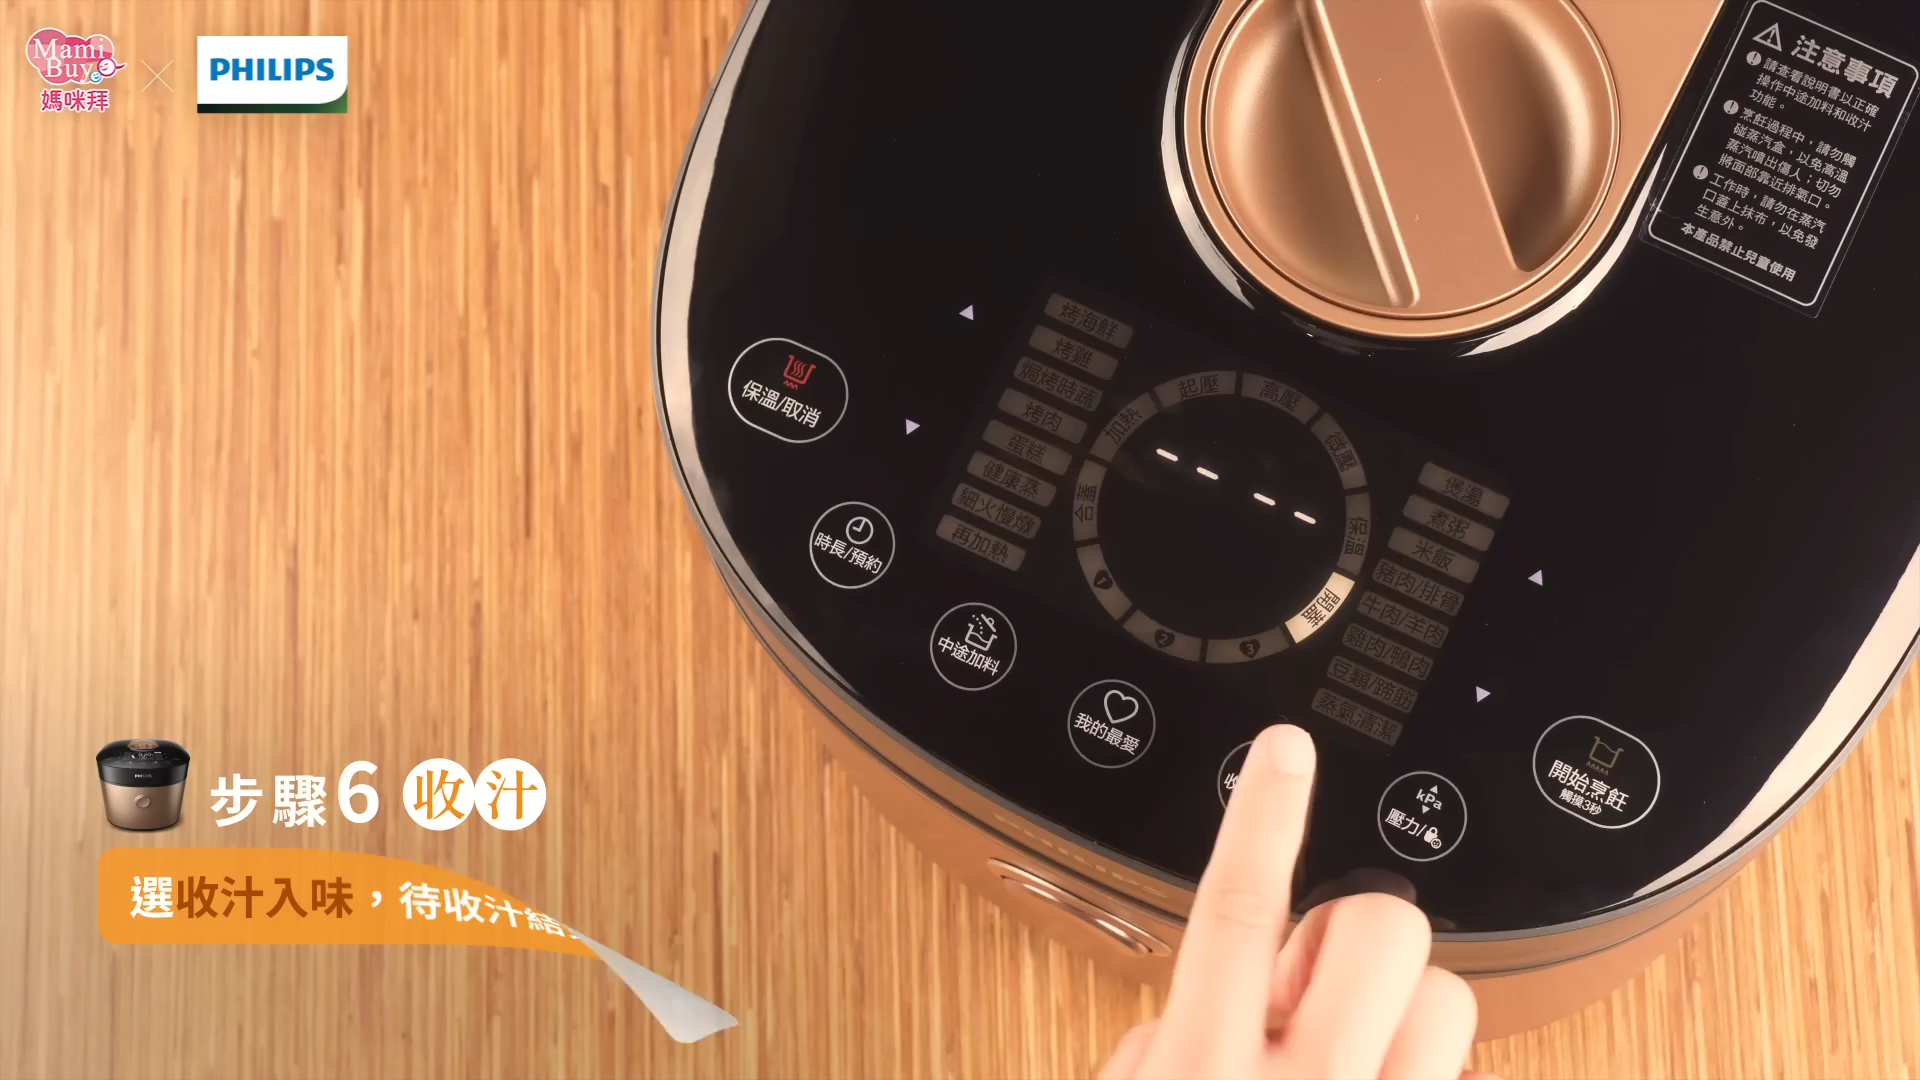 Mami
Buy
媽咪拜
PHILIPS
注意事項
請查看說明書以正確
操作中途加料和收汁
功能。
烹飪過程中，請勿觸
碰蒸汽盒，以免高溫
蒸汽噴出傷人；切勿
將面部靠近排氣口。
工作時，請勿在蒸汽
口蓋上抹布，以免發
生意外。
本產品禁止兒童使用
烤海鮮
烤雞
焗烤時蔬
烤肉
蛋糕
健康蒸
細火慢燉
再加熱
保溫/取消
時長/預約
中途加料
我的最愛
收
合蓋
加熱
起壓
高壓
微壓
保溫
開蓋
1
2
3
煲湯
煮粥
米飯
豬肉/排骨
牛肉/羊肉
雞肉/鴨肉
豆類/蹄筋
蒸氣清潔
kPa
壓力/
開始烹飪
觸摸3秒
步驟6 收汁
選收汁入味，待收汁結